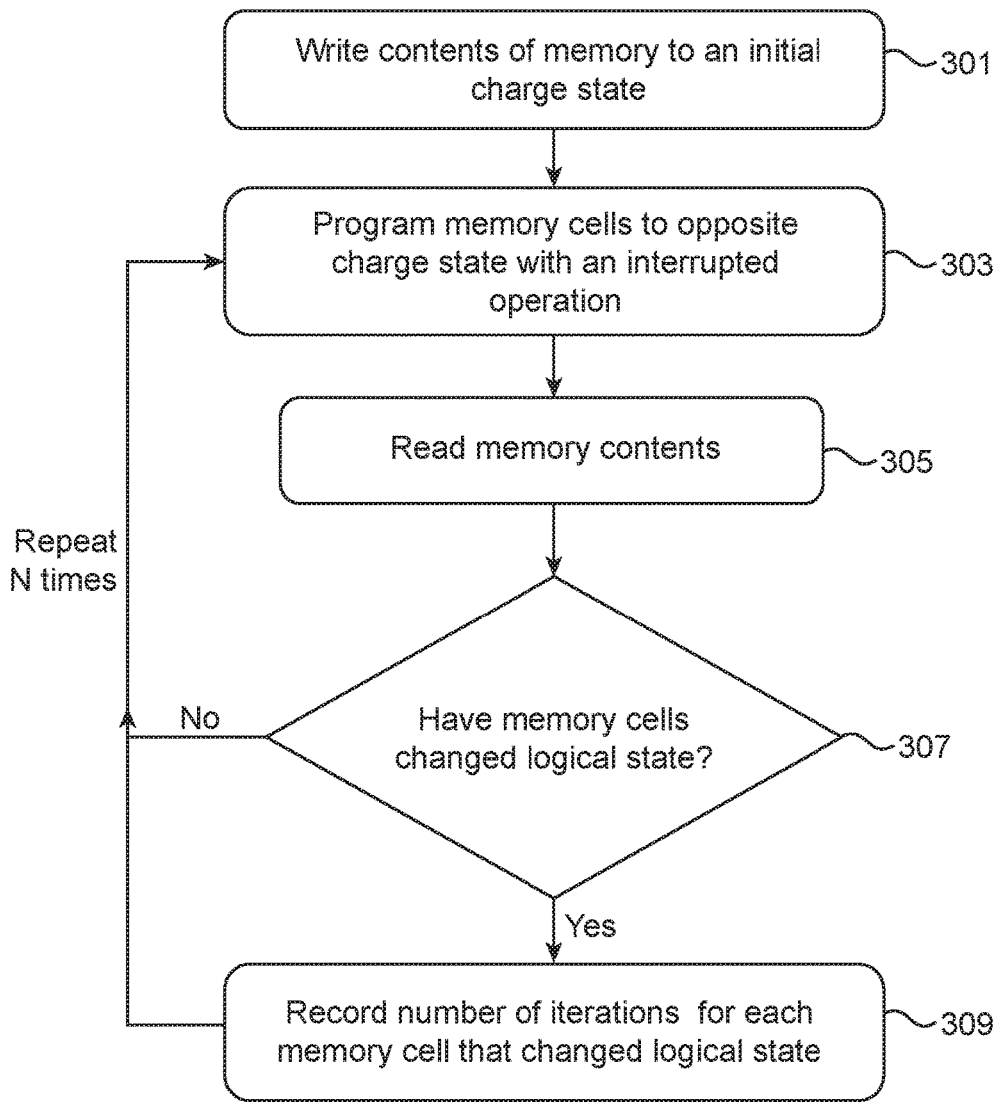 Write contents of memory to an initial
charge state
301
Program memory cells to opposite
charge state with an interrupted
operation
303
Read memory contents
305
Repeat
N times
No
Have memory cells
changed logical state?
307
Yes
Record number of iterations for each
memory cell that changed logical state
309